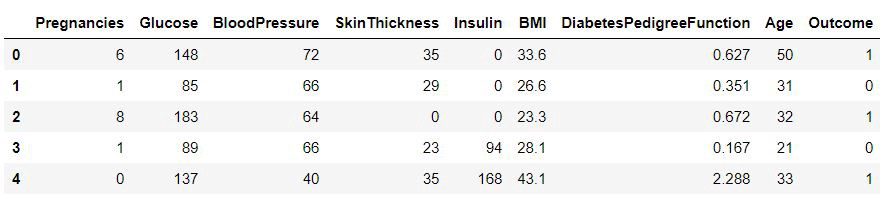 Pregnancies Glucose BloodPressure SkinThickness Insulin BMI DiabetesPedigreeFunction Age Outcome
0 6 148 72 35 0 33.6 0.627 50 1
1 1 85 66 29 0 26.6 0.351 31 0
2 8 183 64 0 0 23.3 0.672 32 1
3 1 89 66 23 94 28.1 0.167 21 0
4 0 137 40 35 168 43.1 2.288 33 1